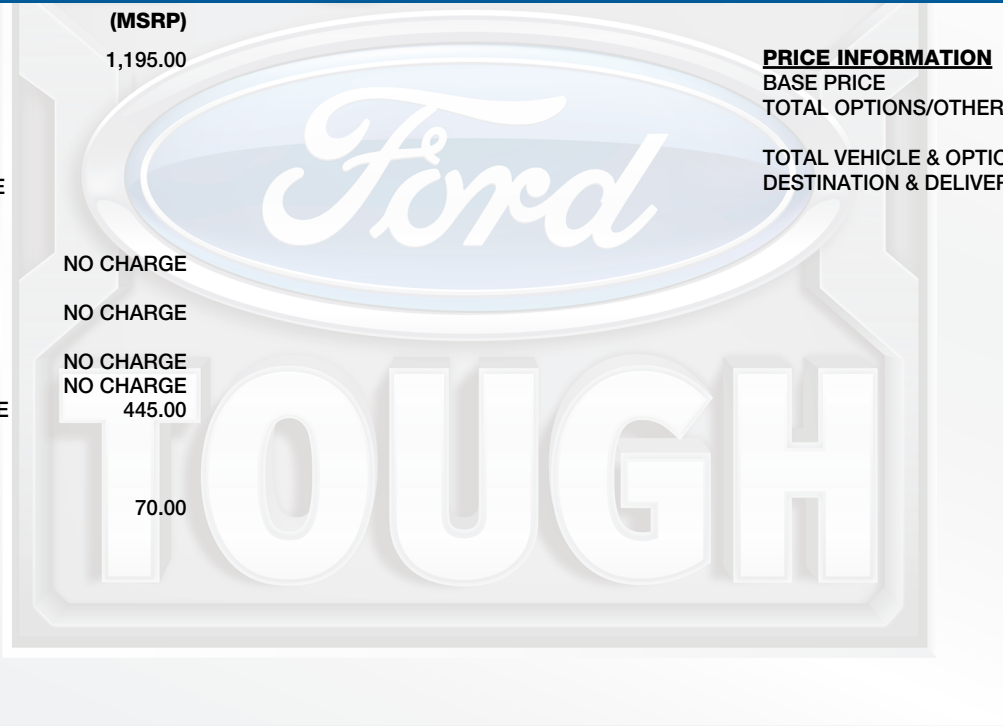 (MSRP)
1,195.00
E
NO CHARGE
NO CHARGE
NO CHARGE
NO CHARGE
E 445.00
70.00
PRICE INFORMATION
BASE PRICE
TOTAL OPTIONS/OTHER
TOTAL VEHICLE & OPTIO
DESTINATION & DELIVER
Ford
TOUGH